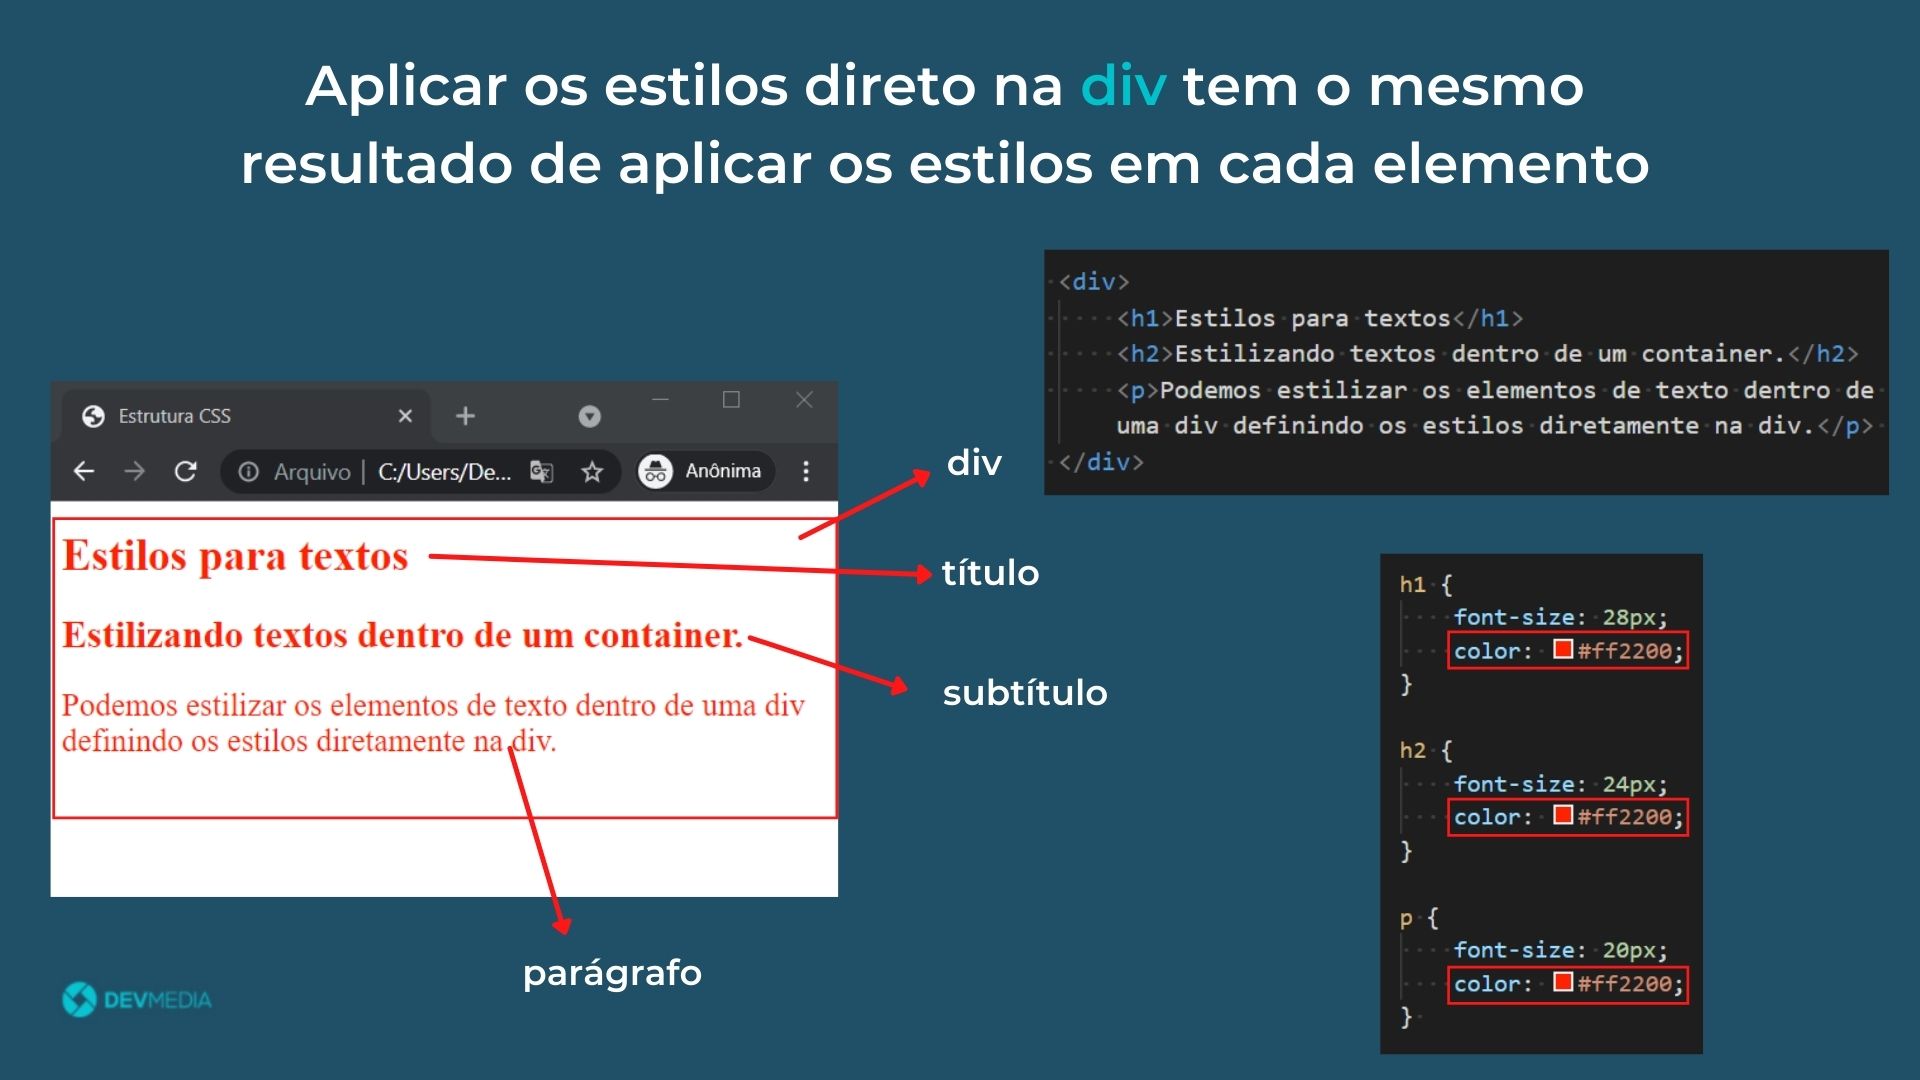 Aplicar os estilos direto na div tem o mesmo
resultado de aplicar os estilos em cada elemento
<div>
<h1>Estilos para textos</h1>
<h2>Estilizando textos dentro de um container.</h2>
<p>Podemos estilizar os elementos de texto dentro de
uma div definindo os estilos diretamente na div.</p>
</div>
Estrutura CSS
Arquivo | C:/Users/De... Anônima
Estilos para textos
Estilizando textos dentro de um container.
Podemos estilizar os elementos de texto dentro de uma div
definindo os estilos diretamente na div.
div
título
subtítulo
parágrafo
h1 {
font-size: 28px;
color: #ff2200;
}
h2 {
font-size: 24px;
color: #ff2200;
}
p {
font-size: 20px;
color: #ff2200;
}
DEVMEDIA